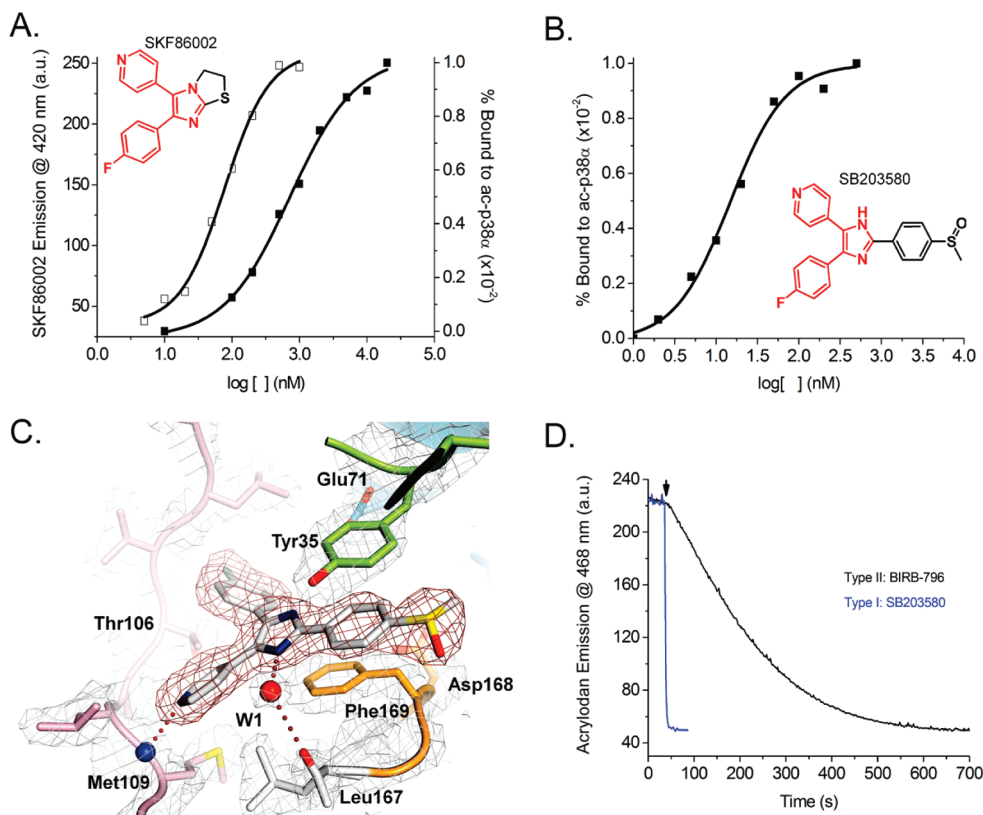 A.
SKF86002
N
N
N
S
F
SKF86002 Emission @ 420 nm (a.u.)
250
200
150
100
50
1.0
0.8
0.6
0.4
0.2
0.0
% Bound to ac-p38α (x10⁻²)
0.0 1.0 2.0 3.0 4.0 5.0
log[ ] (nM)
B.
% Bound to ac-p38α (x10⁻²)
1.0
0.8
0.6
0.4
0.2
0.0
SB203580
N
H
N
N
S
O
F
0.0 0.5 1.0 1.5 2.0 2.5 3.0 3.5 4.0
log[ ] (nM)
C.
Glu71
Tyr35
Thr106
Asp168
Phe169
W1
Met109
Leu167
D.
Acrylodan Emission @ 468 nm (a.u.)
240
200
160
120
80
40
Type II: BIRB-796
Type I: SB203580
0 100 200 300 400 500 600 700
Time (s)